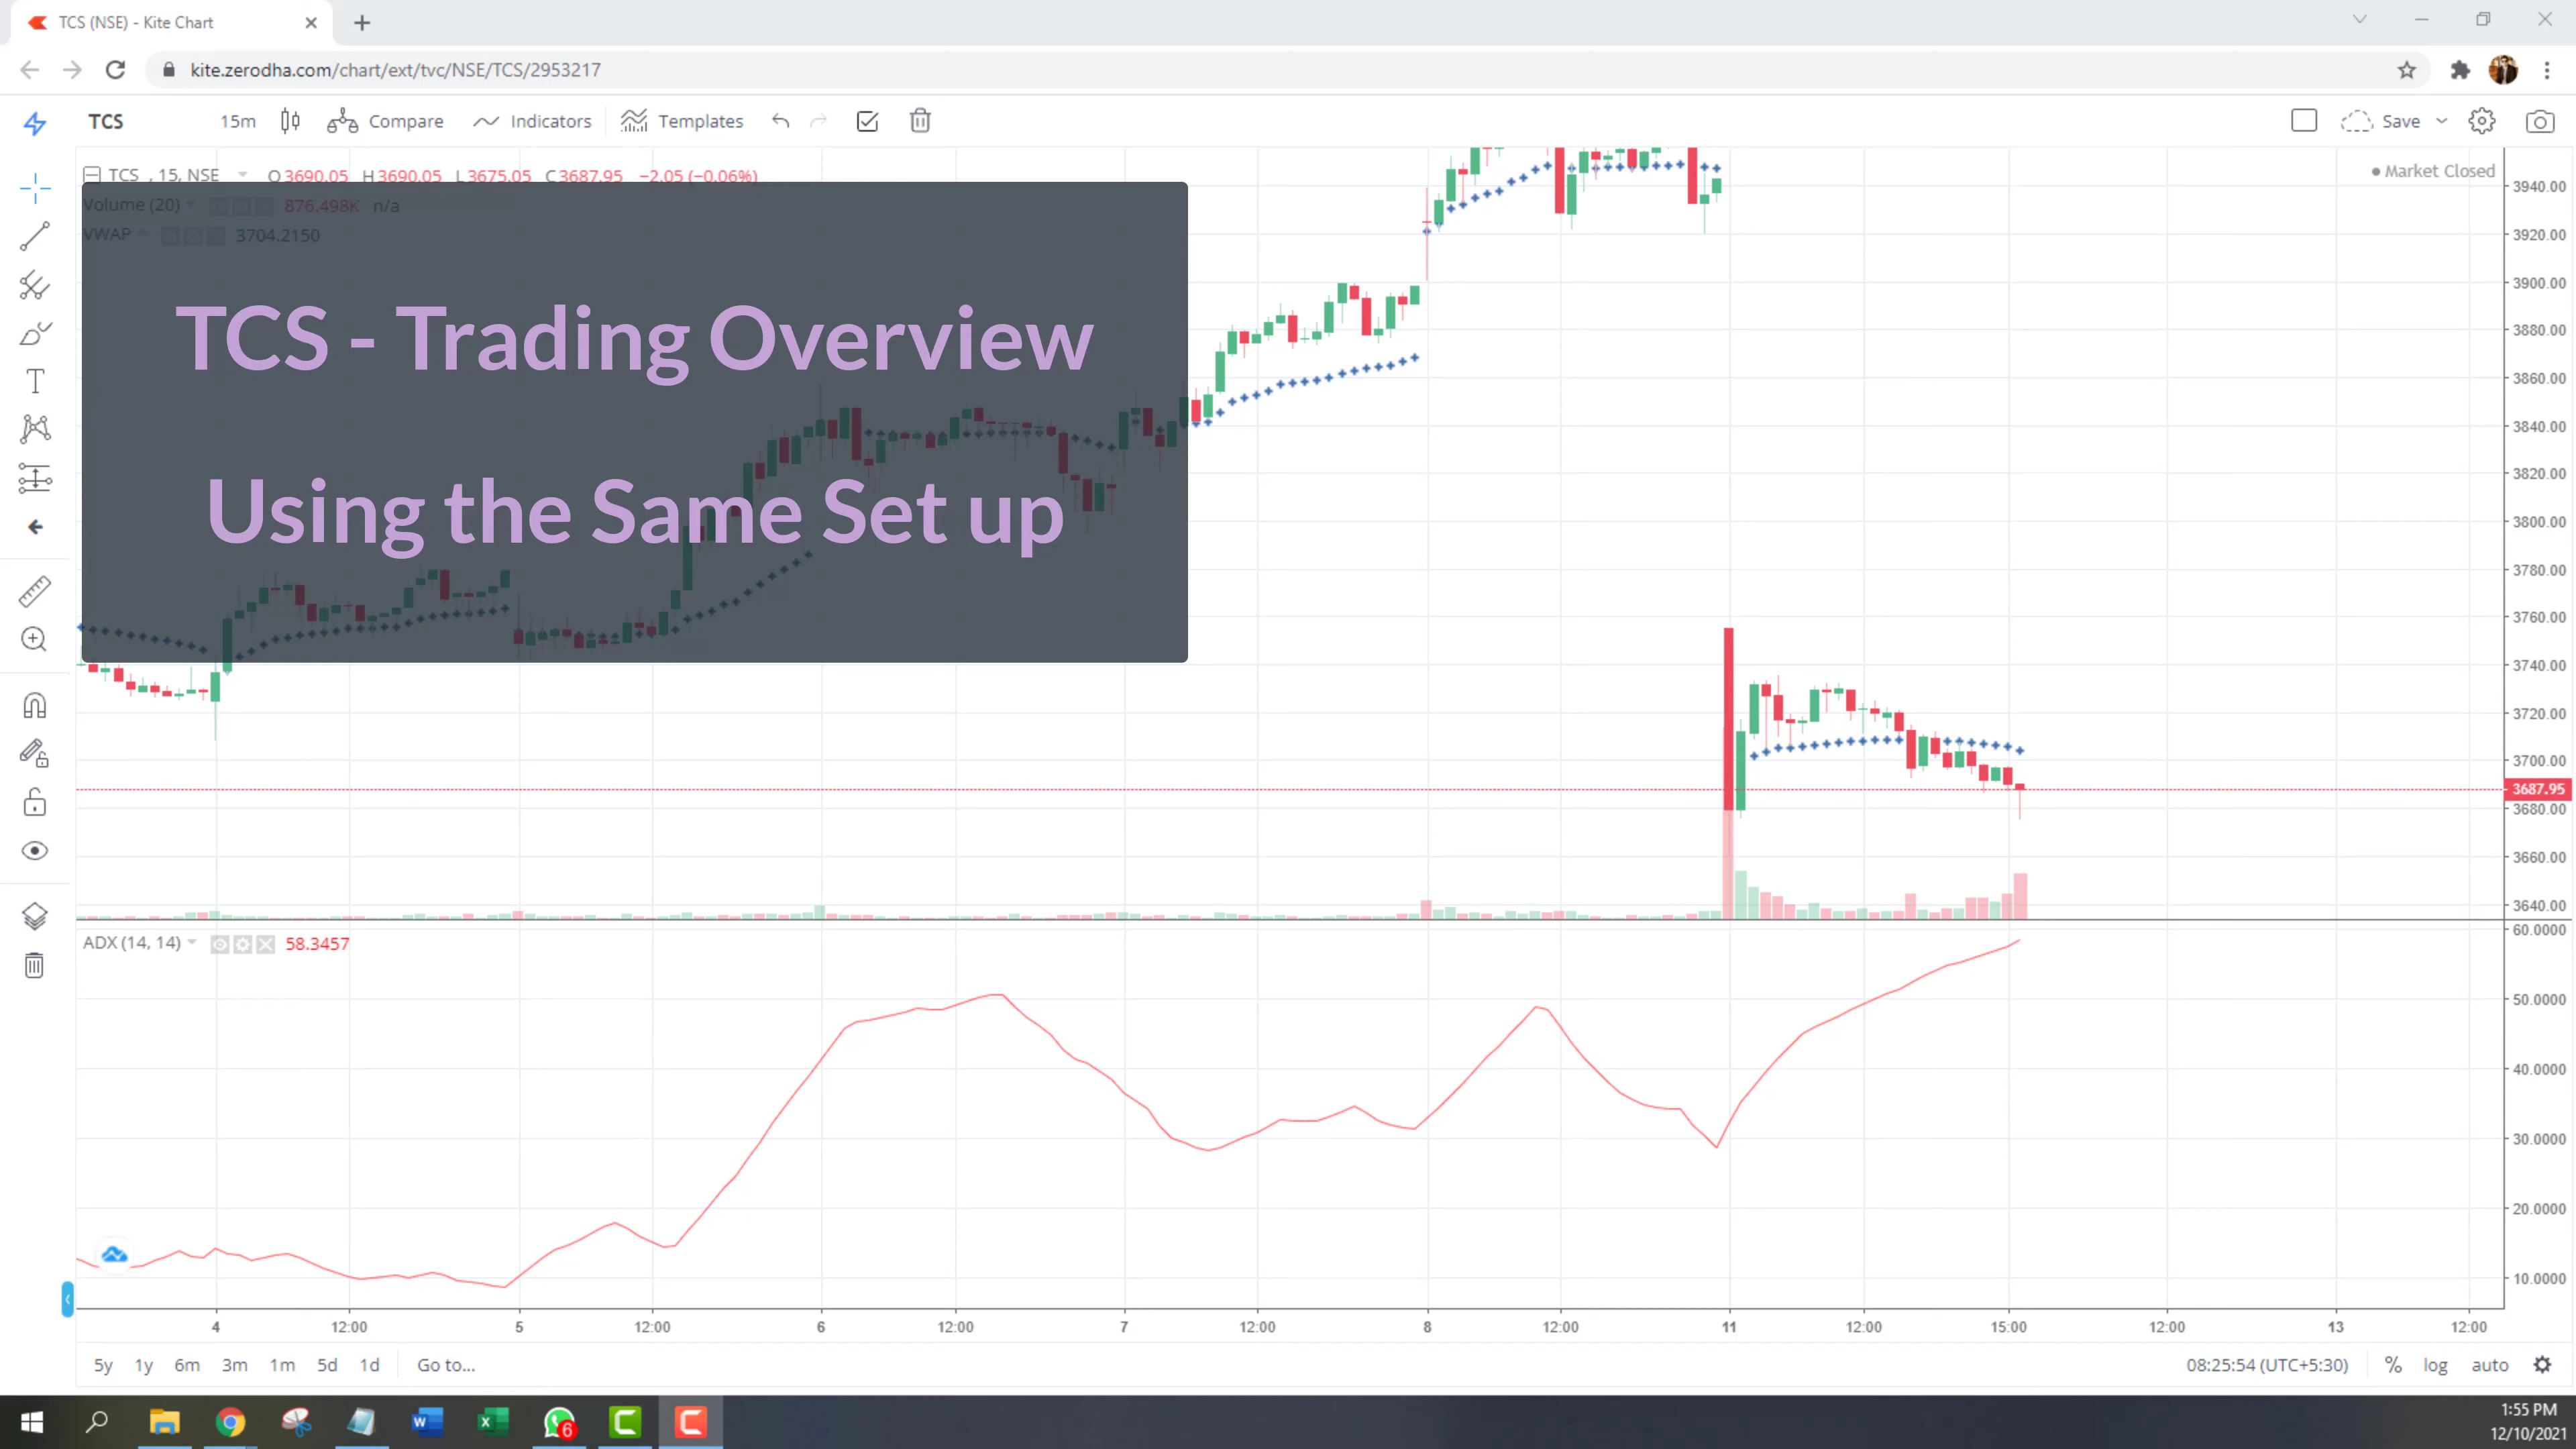 TCS (NSE) - Kite Chart
kite.zerodha.com/chart/ext/tvc/NSE/TCS/2953217
TCS 15m Compare Indicators Templates Save
TCS , 15, NSE O 3690.05 H 3690.05 L 3675.05 C 3687.95 −2.05 (−0.06%)
Market Closed
Volume (20) 876.498K n/a
VWAP 3704.2150
TCS - Trading Overview
Using the Same Set up
3940.00
3920.00
3900.00
3880.00
3860.00
3840.00
3820.00
3800.00
3780.00
3760.00
3740.00
3720.00
3700.00
3687.95
3680.00
3660.00
3640.00
ADX (14, 14) 58.3457
60.0000
50.0000
40.0000
30.0000
20.0000
10.0000
4 12:00 5 12:00 6 12:00 7 12:00 8 12:00 11 12:00 15:00 12:00 13 12:00
5y 1y 6m 3m 1m 5d 1d Go to... 08:25:54 (UTC+5:30) % log auto
6
1:55 PM
12/10/2021